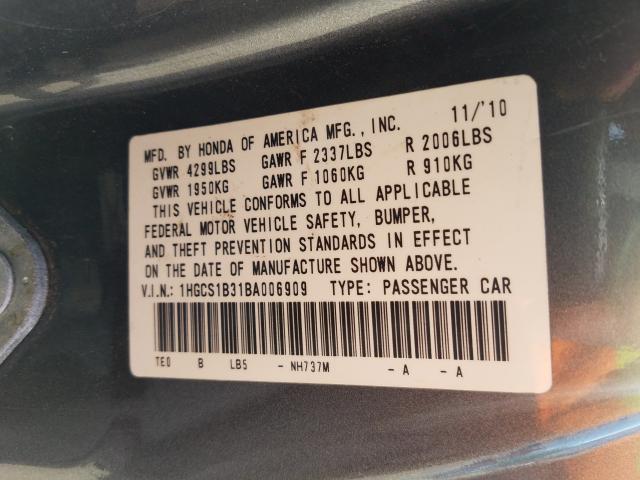 MFD. BY HONDA OF AMERICA MFG., INC. 11/'10
GVWR 4299LBS GAWR F 2337LBS R 2006LBS
GVWR 1950KG GAWR F 1060KG R 910KG
THIS VEHICLE CONFORMS TO ALL APPLICABLE
FEDERAL MOTOR VEHICLE SAFETY, BUMPER,
AND THEFT PREVENTION STANDARDS IN EFFECT
ON THE DATE OF MANUFACTURE SHOWN ABOVE.
V.I.N.: 1HGCS1B31BA006909 TYPE: PASSENGER CAR
TE0 B LB5 - NH737M - A - A